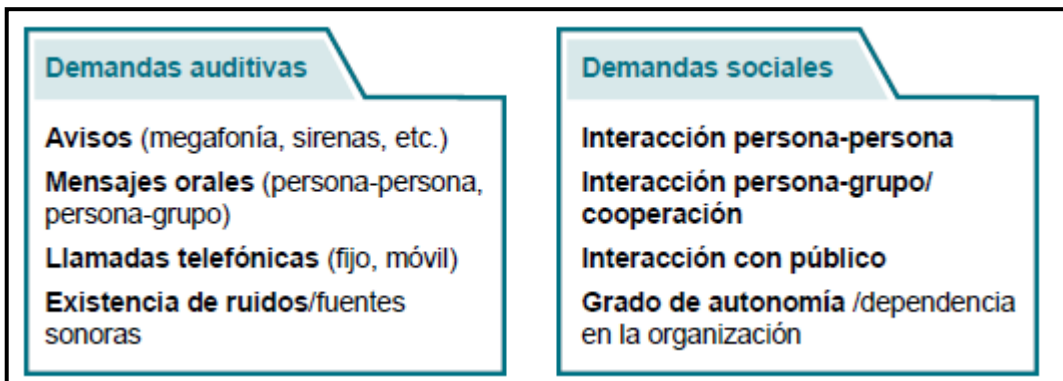 Demandas auditivas
Avisos (megafonía, sirenas, etc.)
Mensajes orales (persona-persona,
persona-grupo)
Llamadas telefónicas (fijo, móvil)
Existencia de ruidos/fuentes
sonoras
Demandas sociales
Interacción persona-persona
Interacción persona-grupo/
cooperación
Interacción con público
Grado de autonomía /dependencia
en la organización